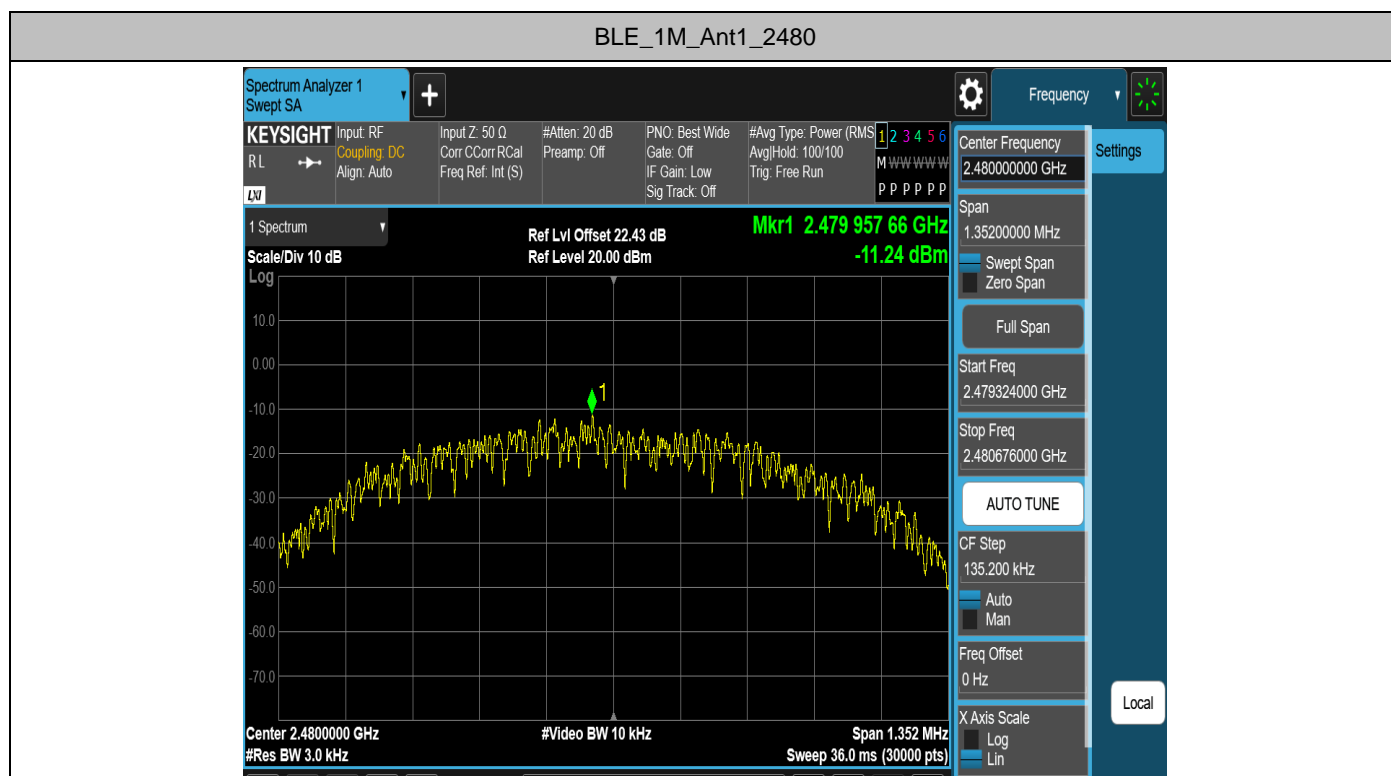 BLE_1M_Ant1_2480
Spectrum Analyzer 1
Swept SA
+
Frequency
KEYSIGHT
R L
LXI
Input: RF
Coupling: DC
Align: Auto
Input Z: 50 Ω
Corr CCorr RCal
Freq Ref: Int (S)
#Atten: 20 dB
Preamp: Off
PNO: Best Wide
Gate: Off
IF Gain: Low
Sig Track: Off
#Avg Type: Power (RMS
Avg|Hold: 100/100
Trig: Free Run
1 2 3 4 5 6
M W W W W W
P P P P P P
1 Spectrum
Scale/Div 10 dB
Ref Lvl Offset 22.43 dB
Ref Level 20.00 dBm
Mkr1 2.479 957 66 GHz
-11.24 dBm
Log
10.0
0.00
-10.0
-20.0
-30.0
-40.0
-50.0
-60.0
-70.0
1
Center 2.4800000 GHz
#Res BW 3.0 kHz
#Video BW 10 kHz
Span 1.352 MHz
Sweep 36.0 ms (30000 pts)
Center Frequency
2.480000000 GHz
Span
1.35200000 MHz
Swept Span
Zero Span
Full Span
Start Freq
2.479324000 GHz
Stop Freq
2.480676000 GHz
AUTO TUNE
CF Step
135.200 kHz
Auto
Man
Freq Offset
0 Hz
X Axis Scale
Log
Lin
Settings
Local